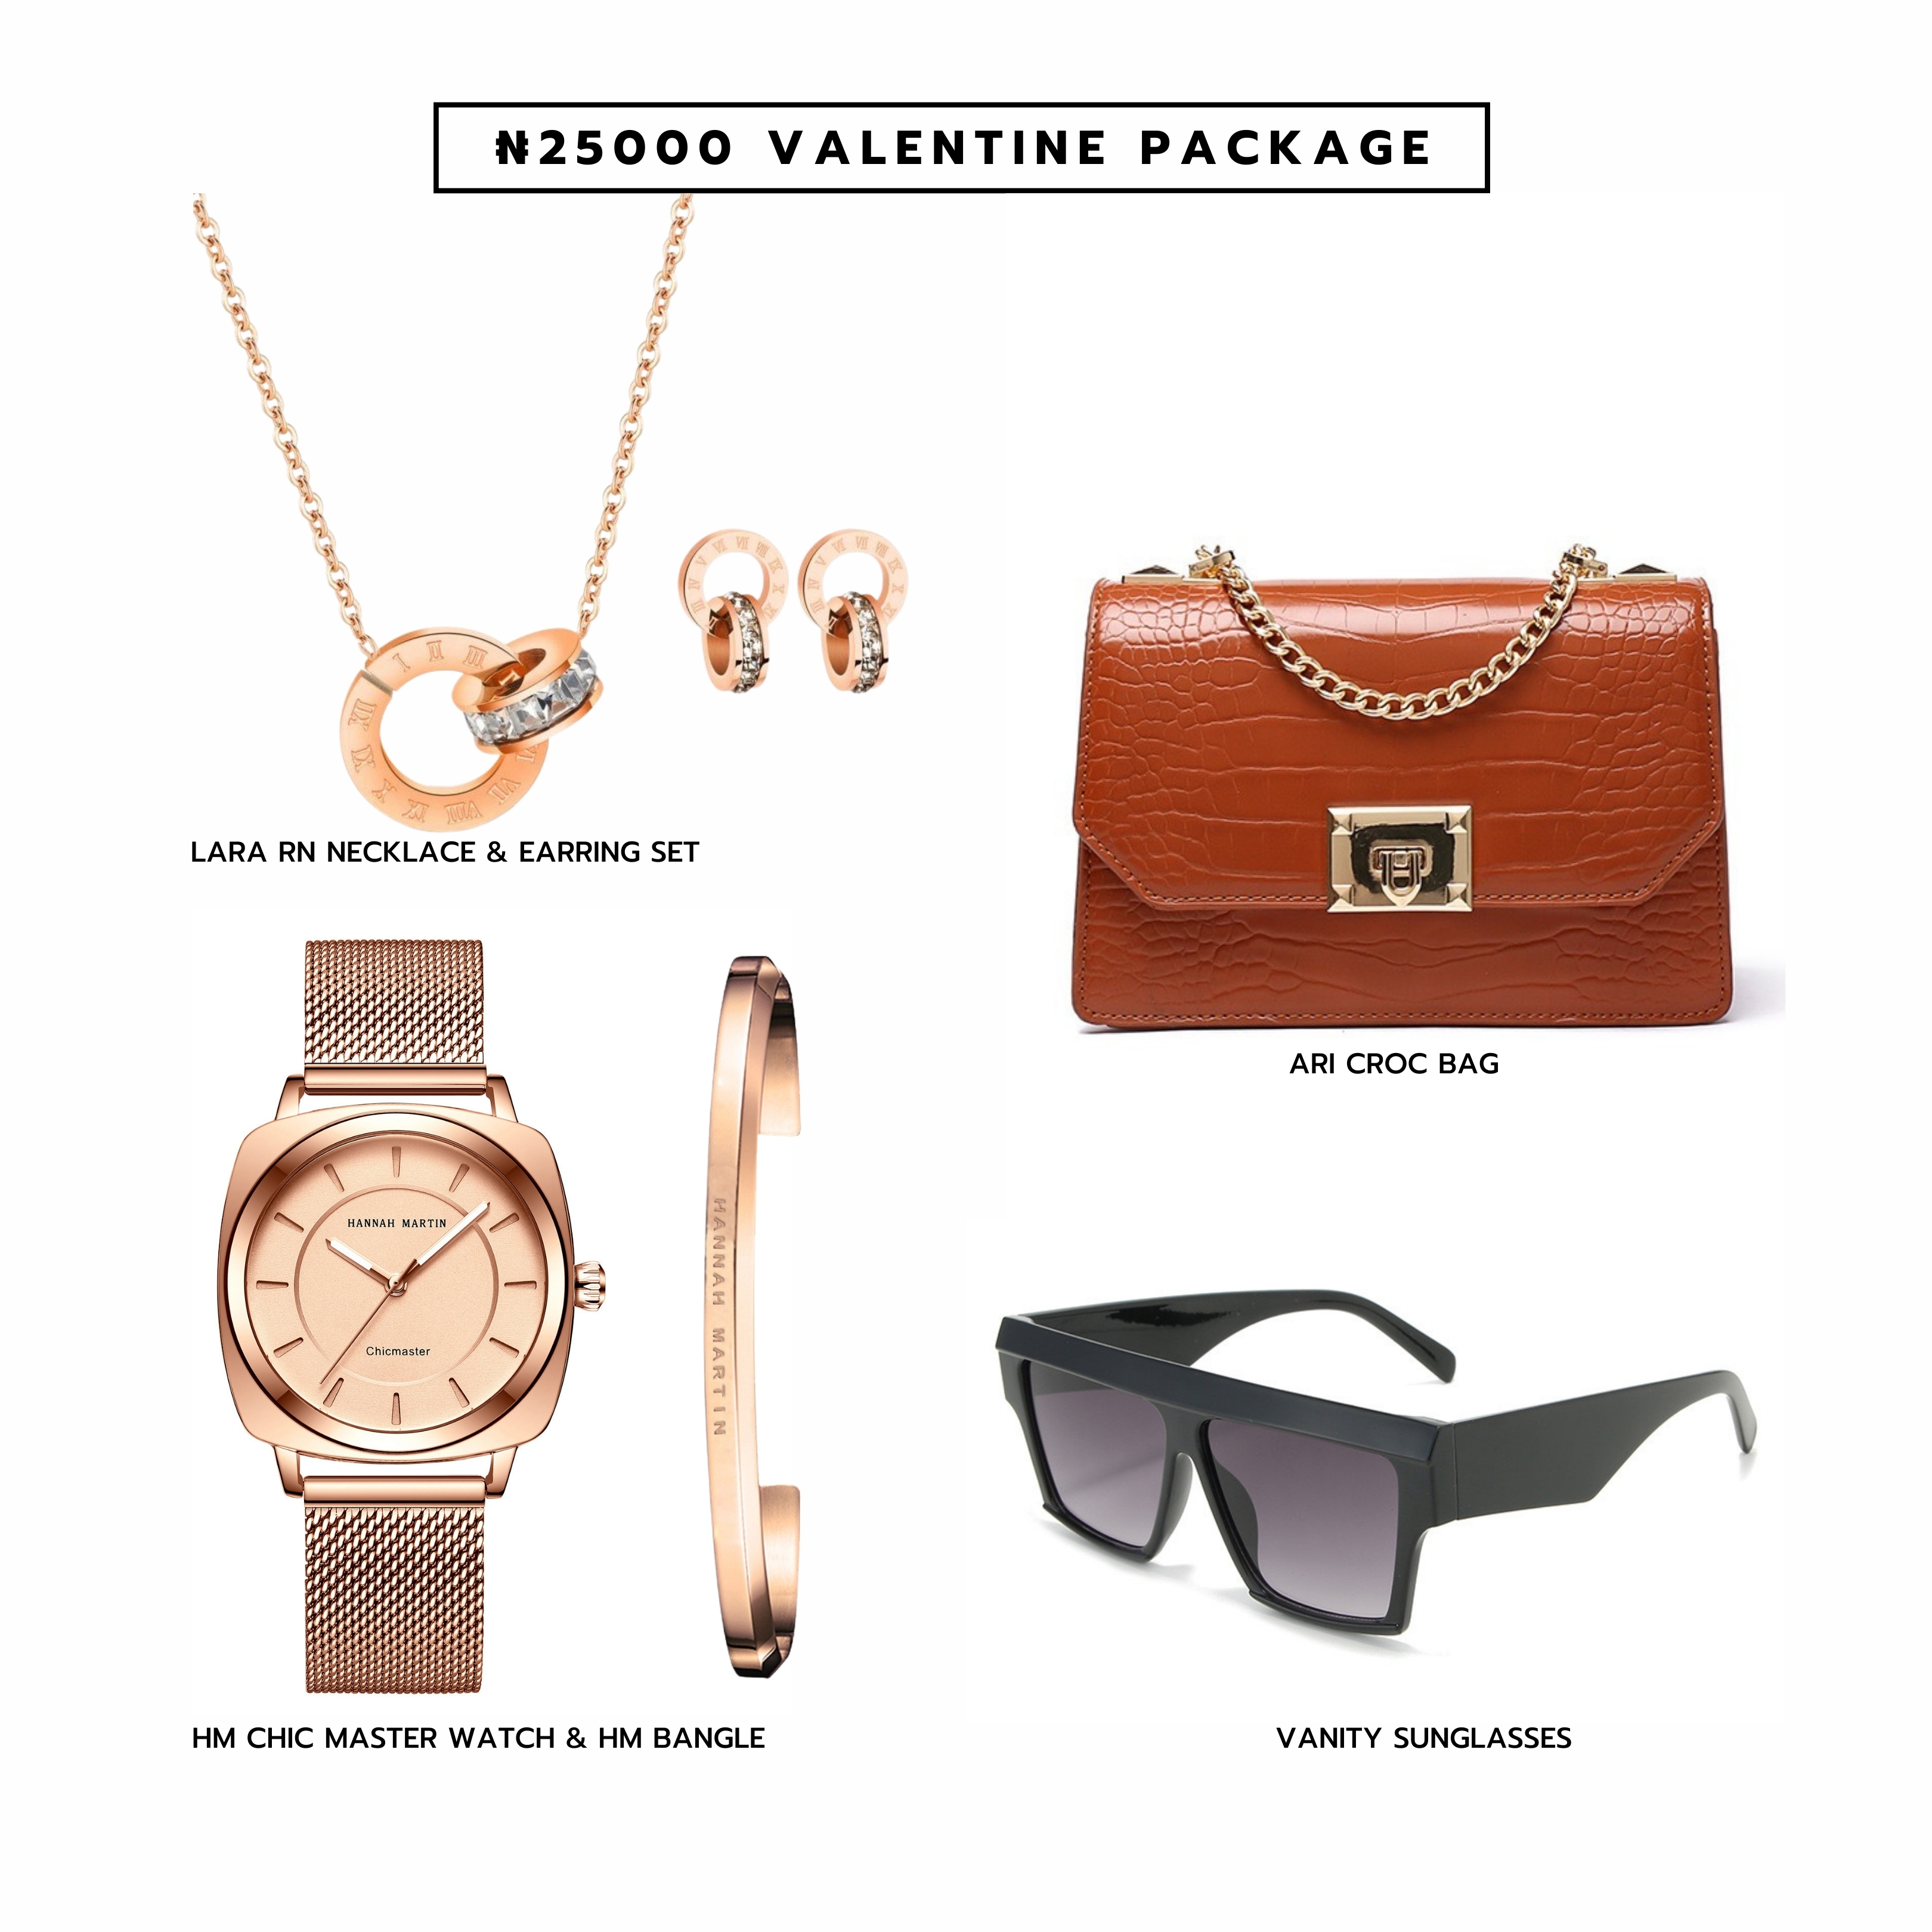 ₦25000 VALENTINE PACKAGE
LARA RN NECKLACE & EARRING SET
ARI CROC BAG
HANNAH MARTIN
Chicmaster
HANNAH MARTIN
HM CHIC MASTER WATCH & HM BANGLE
VANITY SUNGLASSES